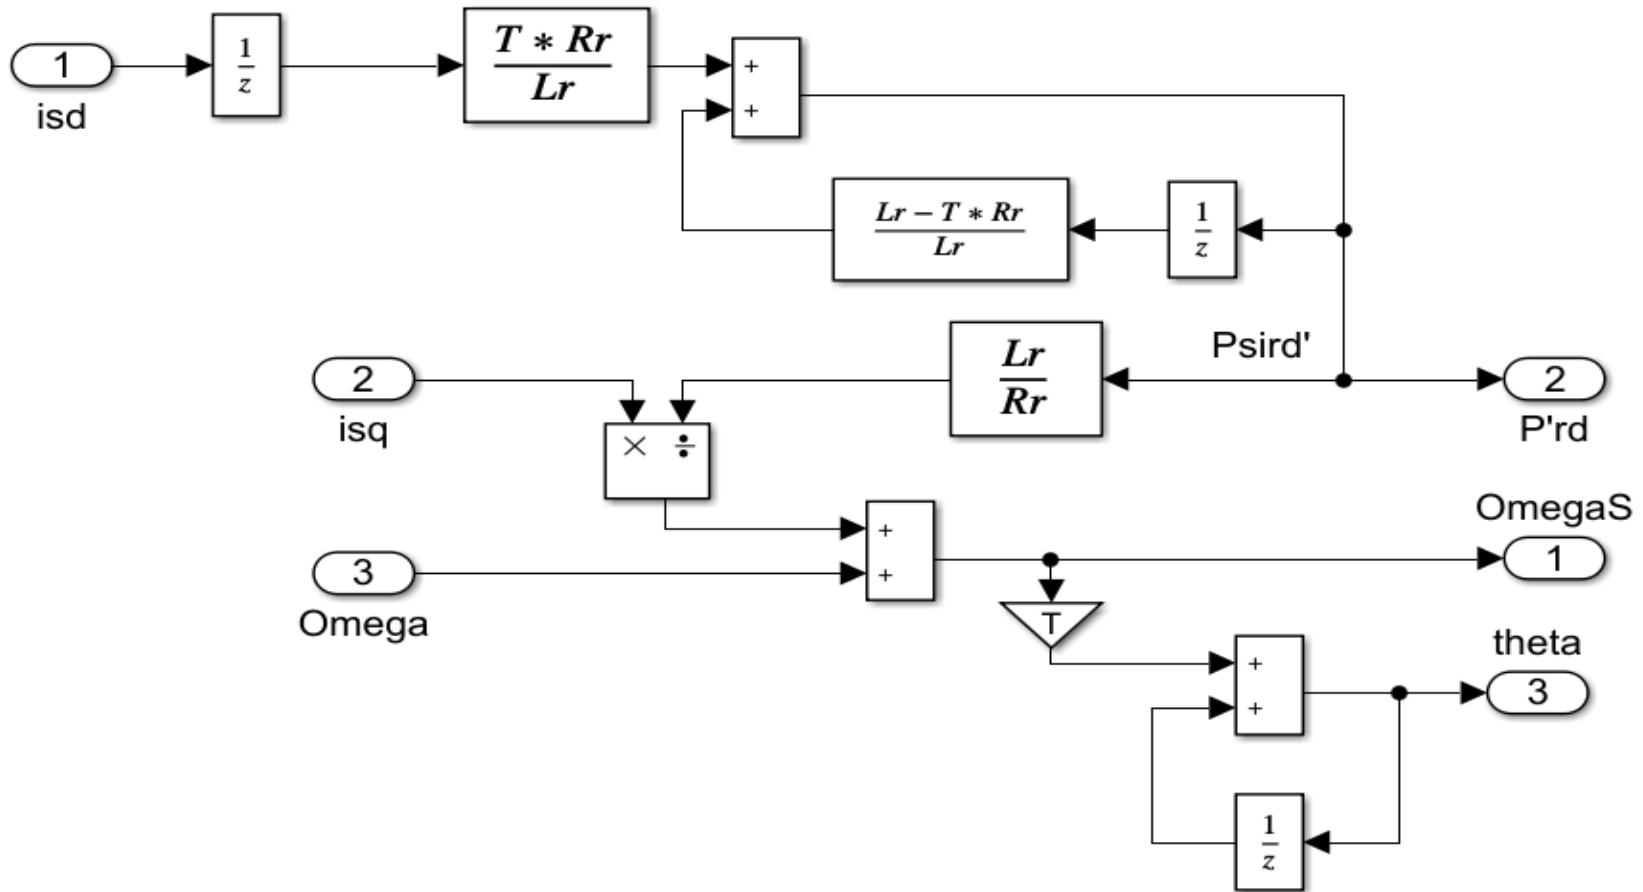 1
isd
1
z
T * Rr
Lr
+
+
Lr − T * Rr
Lr
1
z
2
isq
× ÷
Lr
Rr
Psird'
2
P'rd
3
Omega
+
+
OmegaS
1
T
+
+
theta
3
1
z